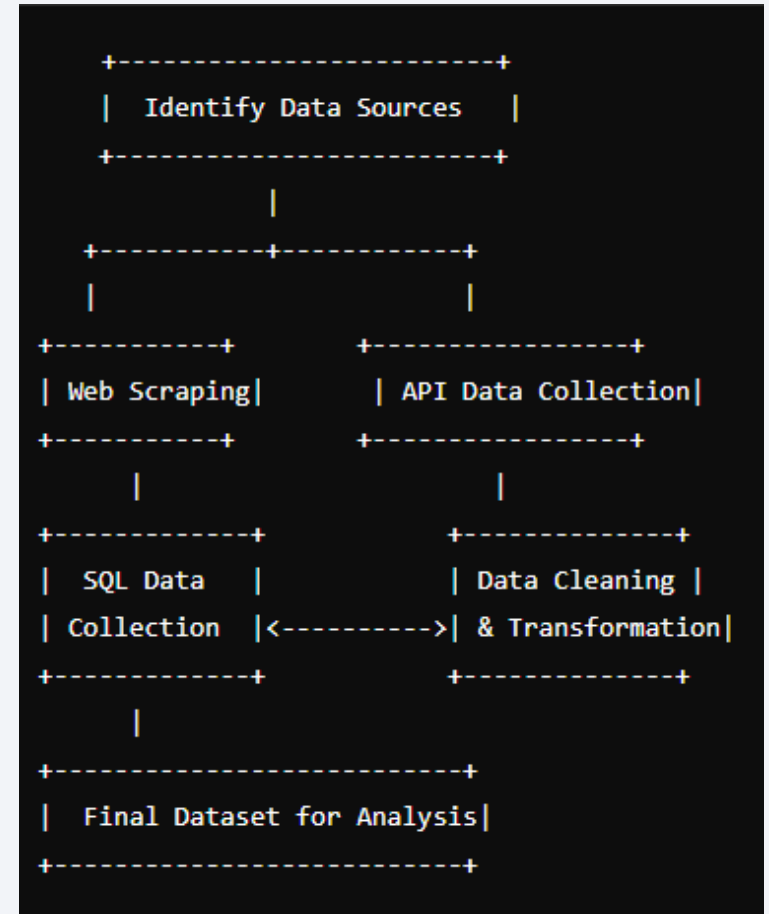 +-------------------------+
|  Identify Data Sources   |
+-------------------------+
|
+-----------+------------+
|                        |
+-----------+        +-----------------+
| Web Scraping|       | API Data Collection|
+-----------+        +-----------------+
|                       |
+-------------+            +--------------+
|  SQL Data   |            | Data Cleaning |
| Collection  |<---------->| & Transformation|
+-------------+            +--------------+
|
+---------------------------+
|  Final Dataset for Analysis|
+---------------------------+